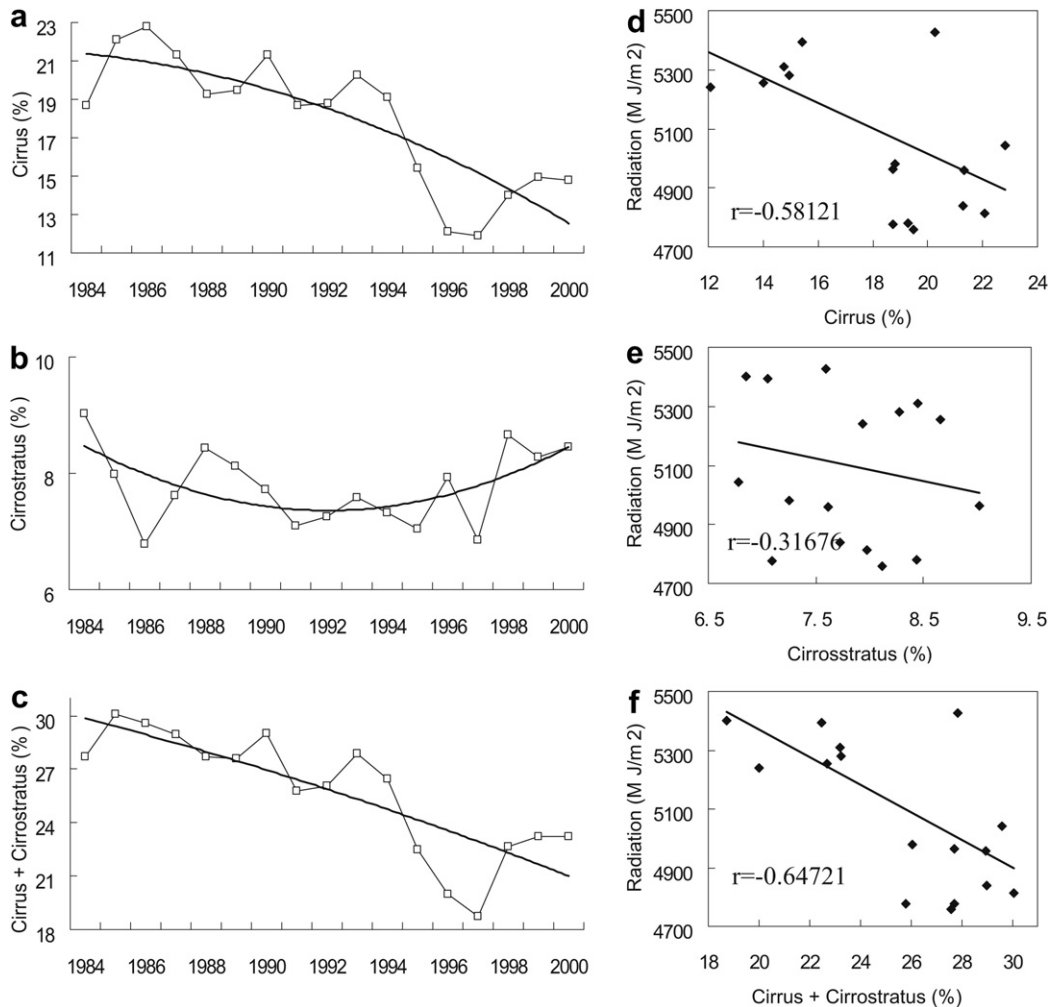 a
23
21
19
17
15
13
11
Cirrus (%)
1984 1986 1988 1990 1992 1994 1996 1998 2000
d
5500
5300
5100
4900
4700
Radiation (M J/m 2)
r=-0.58121
12 14 16 18 20 22 24
Cirrus (%)
b
10
8
6
Cirrostratus (%)
1984 1986 1988 1990 1992 1994 1996 1998 2000
e
5500
5300
5100
4900
4700
Radiation (M J/m 2)
r=-0.31676
6. 5 7. 5 8. 5 9. 5
Cirrosstratus (%)
c
30
27
24
21
18
Cirrus + Cirrostratus (%)
1984 1986 1988 1990 1992 1994 1996 1998 2000
f
5500
5300
5100
4900
4700
Radiation (M J/m 2)
r=-0.64721
18 20 22 24 26 28 30
Cirrus + Cirrostratus (%)